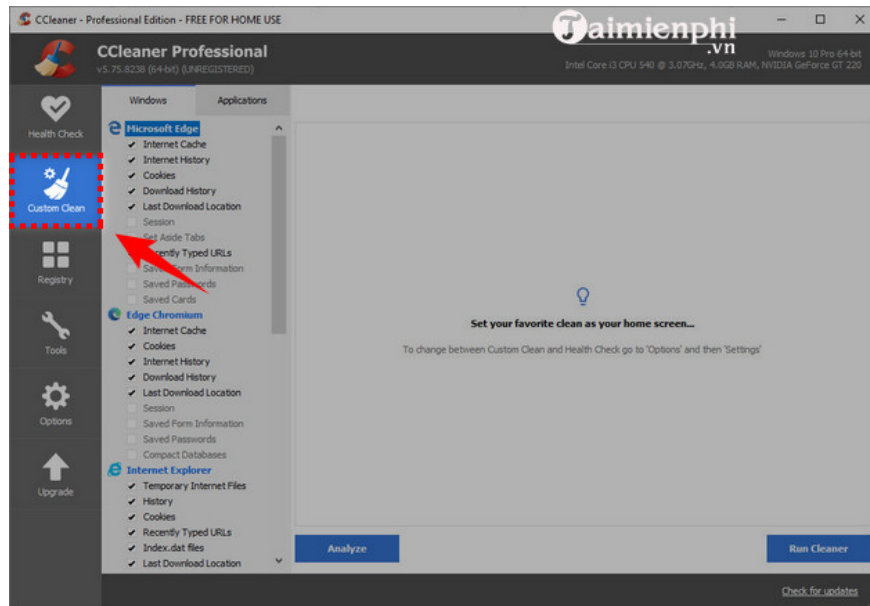 CCleaner - Professional Edition - FREE FOR HOME USE
Taimienphi
.vn
CCleaner Professional
v5.75.8238 (64-bit) (UNREGISTERED)
Windows 10 Pro 64-bit
Intel Core i3 CPU 540 @ 3.07GHz, 4.0GB RAM, NVIDIA GeForce GT 220
Health Check
Custom Clean
Registry
Tools
Options
Upgrade
Windows
Applications
Microsoft Edge
Internet Cache
Internet History
Cookies
Download History
Last Download Location
Session
Set Aside Tabs
Recently Typed URLs
Saved Form Information
Saved Passwords
Saved Cards
Edge Chromium
Internet Cache
Cookies
Internet History
Download History
Last Download Location
Session
Saved Form Information
Saved Passwords
Compact Databases
Internet Explorer
Temporary Internet Files
History
Cookies
Recently Typed URLs
Index.dat files
Last Download Location
Set your favorite clean as your home screen...
To change between Custom Clean and Health Check go to 'Options' and then 'Settings'
Analyze
Run Cleaner
Check for updates